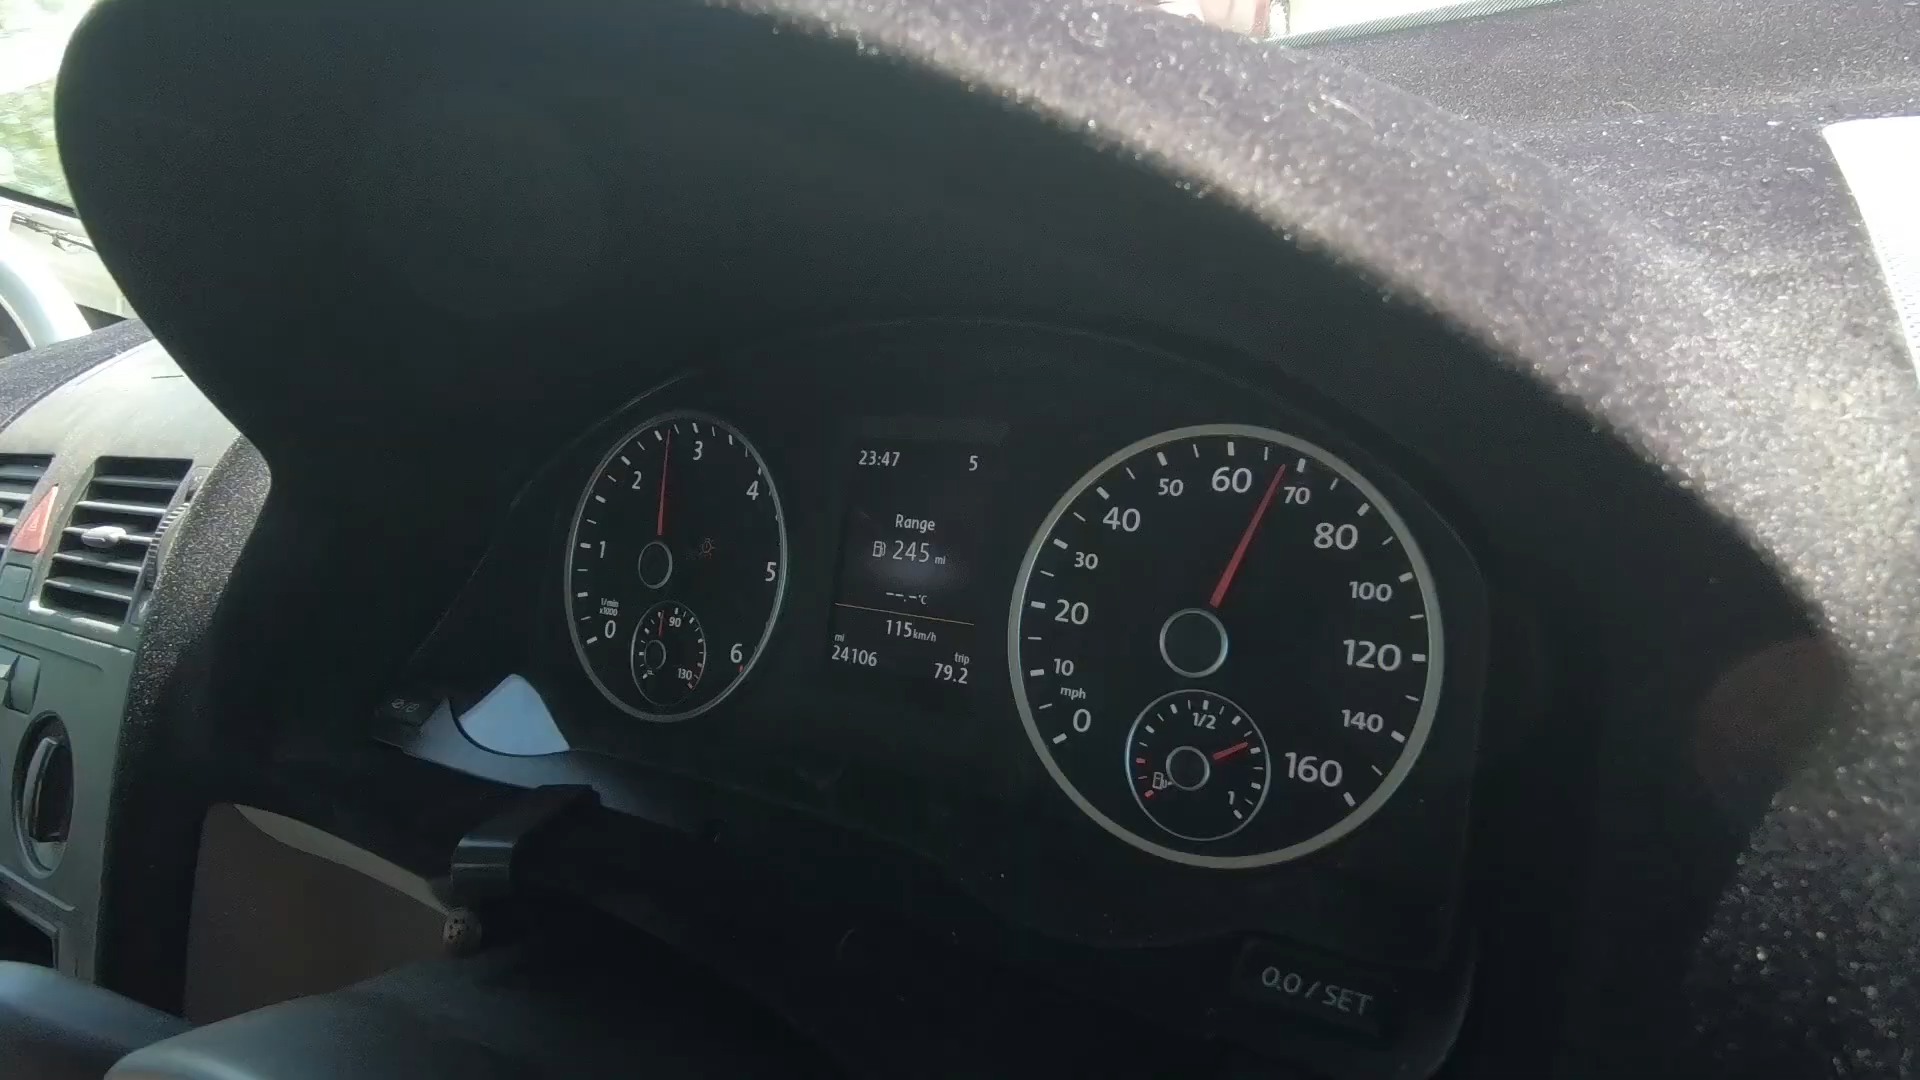 1
2
3
4
5
6
0
1/min
x1000
90
130
23:47 5
Range
245 mi
--.-°C
115 km/h
mi trip
24106 79.2
0
10
20
30
40
50
60
70
80
100
120
140
160
mph
1/2
1
0.0 / SET